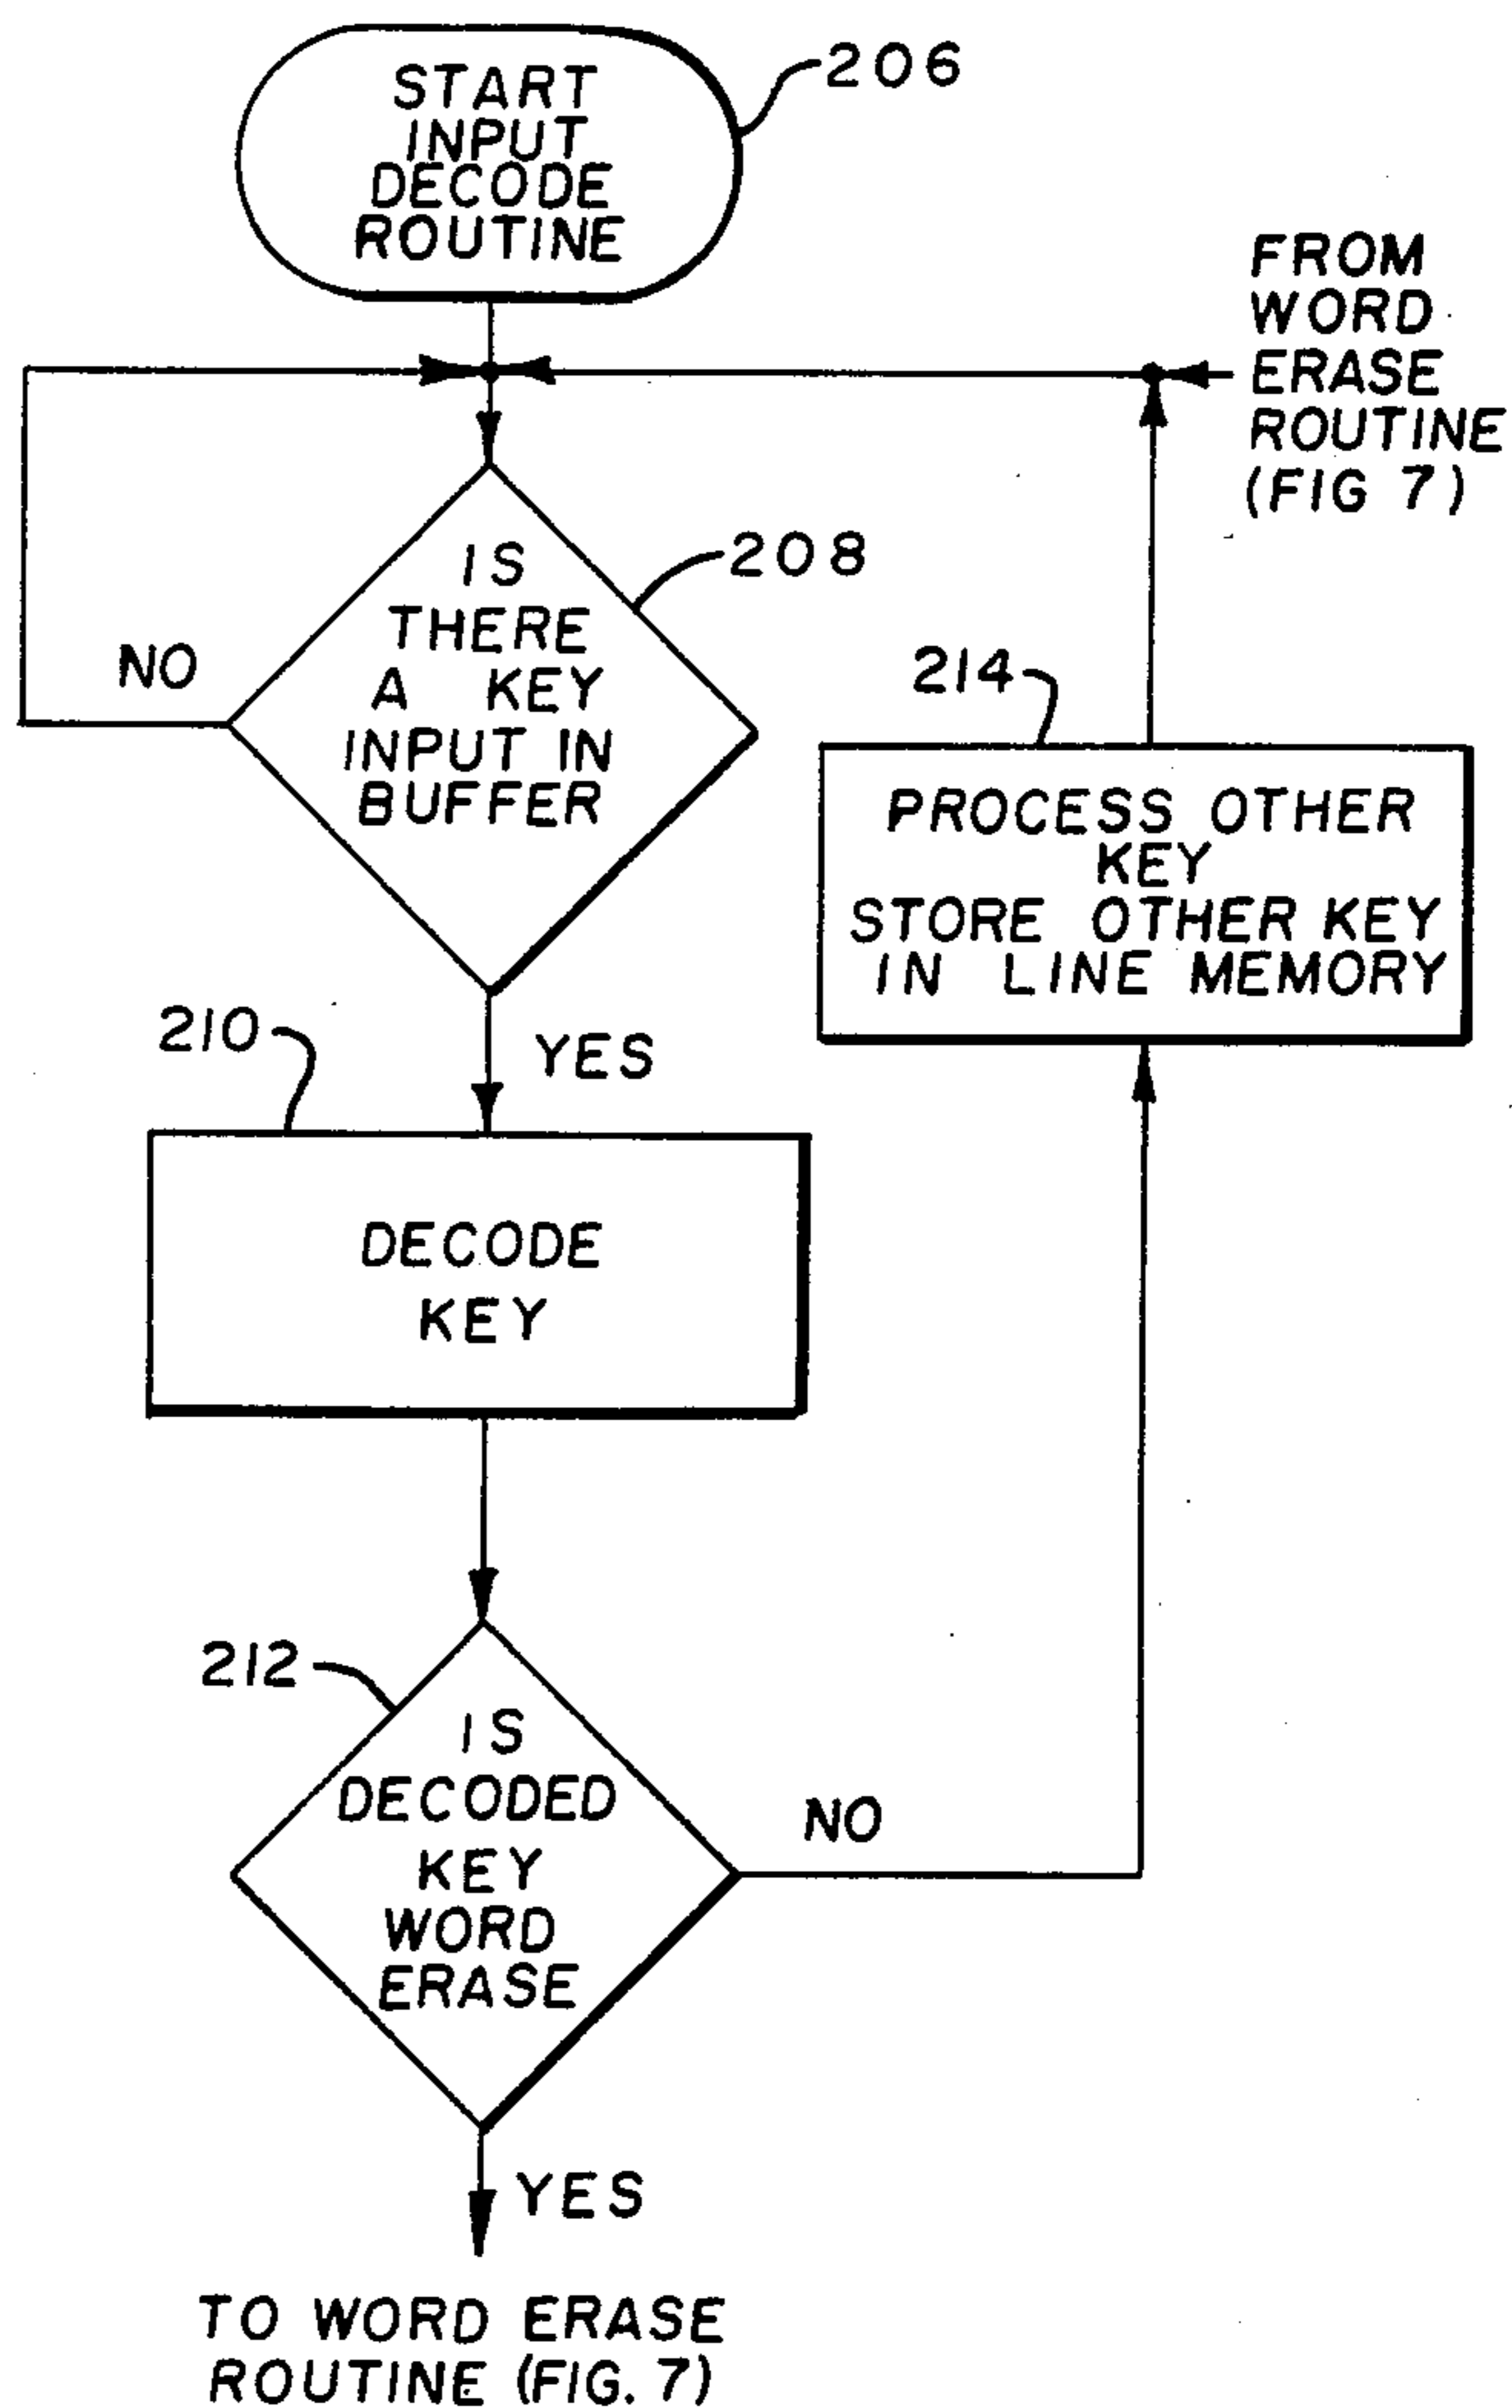 START
INPUT
DECODE
ROUTINE
206
FROM
WORD
ERASE
ROUTINE
(FIG 7)
IS
THERE
A KEY
INPUT IN
BUFFER
208
NO
214
PROCESS OTHER
KEY
STORE OTHER KEY
IN LINE MEMORY
YES
210
DECODE
KEY
212
IS
DECODED
KEY
WORD
ERASE
NO
YES
TO WORD ERASE
ROUTINE (FIG. 7)